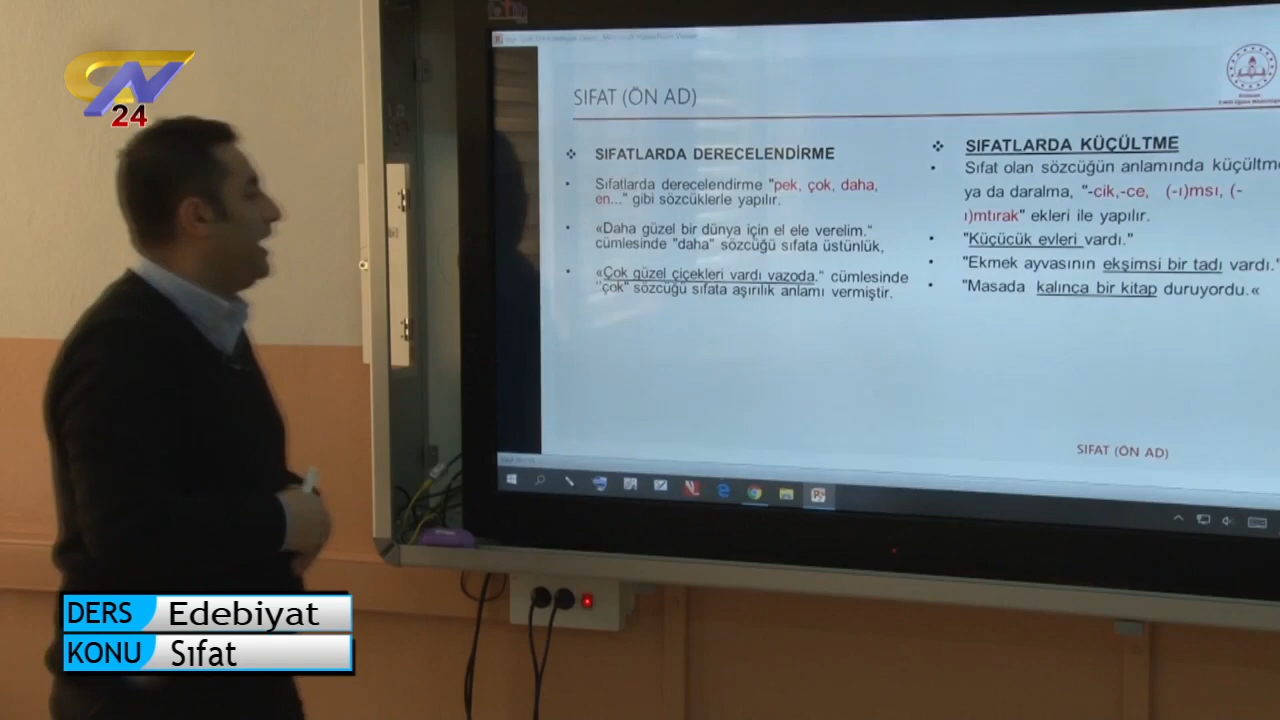 24
SIFAT (ÖN AD)
❖ SIFATLARDA DERECELENDİRME
• Sıfatlarda derecelendirme "pek, çok, daha,
en..." gibi sözcüklerle yapılır.
• «Daha güzel bir dünya için el ele verelim."
cümlesinde "daha" sözcüğü sıfata üstünlük,
• «Çok güzel çiçekleri vardı vazoda." cümlesinde
"çok" sözcüğü sıfata aşırılık anlamı vermiştir.
❖ SIFATLARDA KÜÇÜLTME
• Sıfat olan sözcüğün anlamında küçültme
ya da daralma, "-cik,-ce, (-ı)msı, (-
ı)mtırak" ekleri ile yapılır.
• "Küçücük evleri vardı."
• "Ekmek ayvasının ekşimsi bir tadı vardı."
• "Masada kalınca bir kitap duruyordu.«
SIFAT (ÖN AD)
DERS Edebiyat
KONU Sıfat